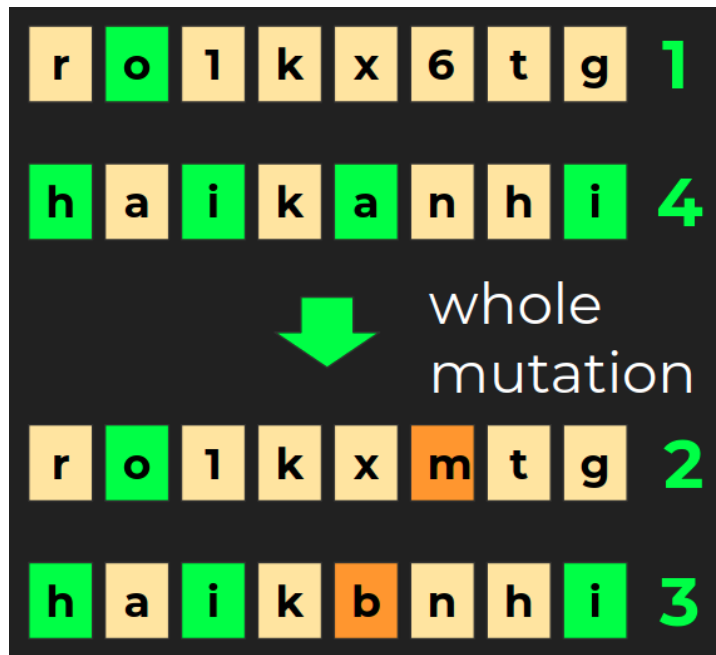 r o 1 k x 6 t g 1
h a i k a n h i 4
whole
mutation
r o 1 k x m t g 2
h a i k b n h i 3